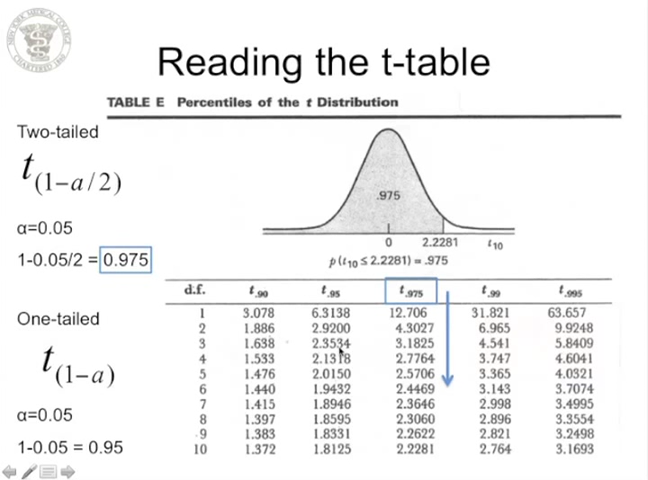 NEW YORK MEDICAL COLLEGE
CHARTERED 1860
Reading the t-table
TABLE E Percentiles of the t Distribution
Two-tailed
t(1−a/2)
α=0.05
1-0.05/2 = 0.975
.975
0 2.2281 t10
p(t10 ≤ 2.2281) = .975
One-tailed
t(1−a)
α=0.05
1-0.05 = 0.95
d.f. t.90 t.95 t.975 t.99 t.995
1 3.078 6.3138 12.706 31.821 63.657
2 1.886 2.9200 4.3027 6.965 9.9248
3 1.638 2.3534 3.1825 4.541 5.8409
4 1.533 2.1318 2.7764 3.747 4.6041
5 1.476 2.0150 2.5706 3.365 4.0321
6 1.440 1.9432 2.4469 3.143 3.7074
7 1.415 1.8946 2.3646 2.998 3.4995
8 1.397 1.8595 2.3060 2.896 3.3554
9 1.383 1.8331 2.2622 2.821 3.2498
10 1.372 1.8125 2.2281 2.764 3.1693